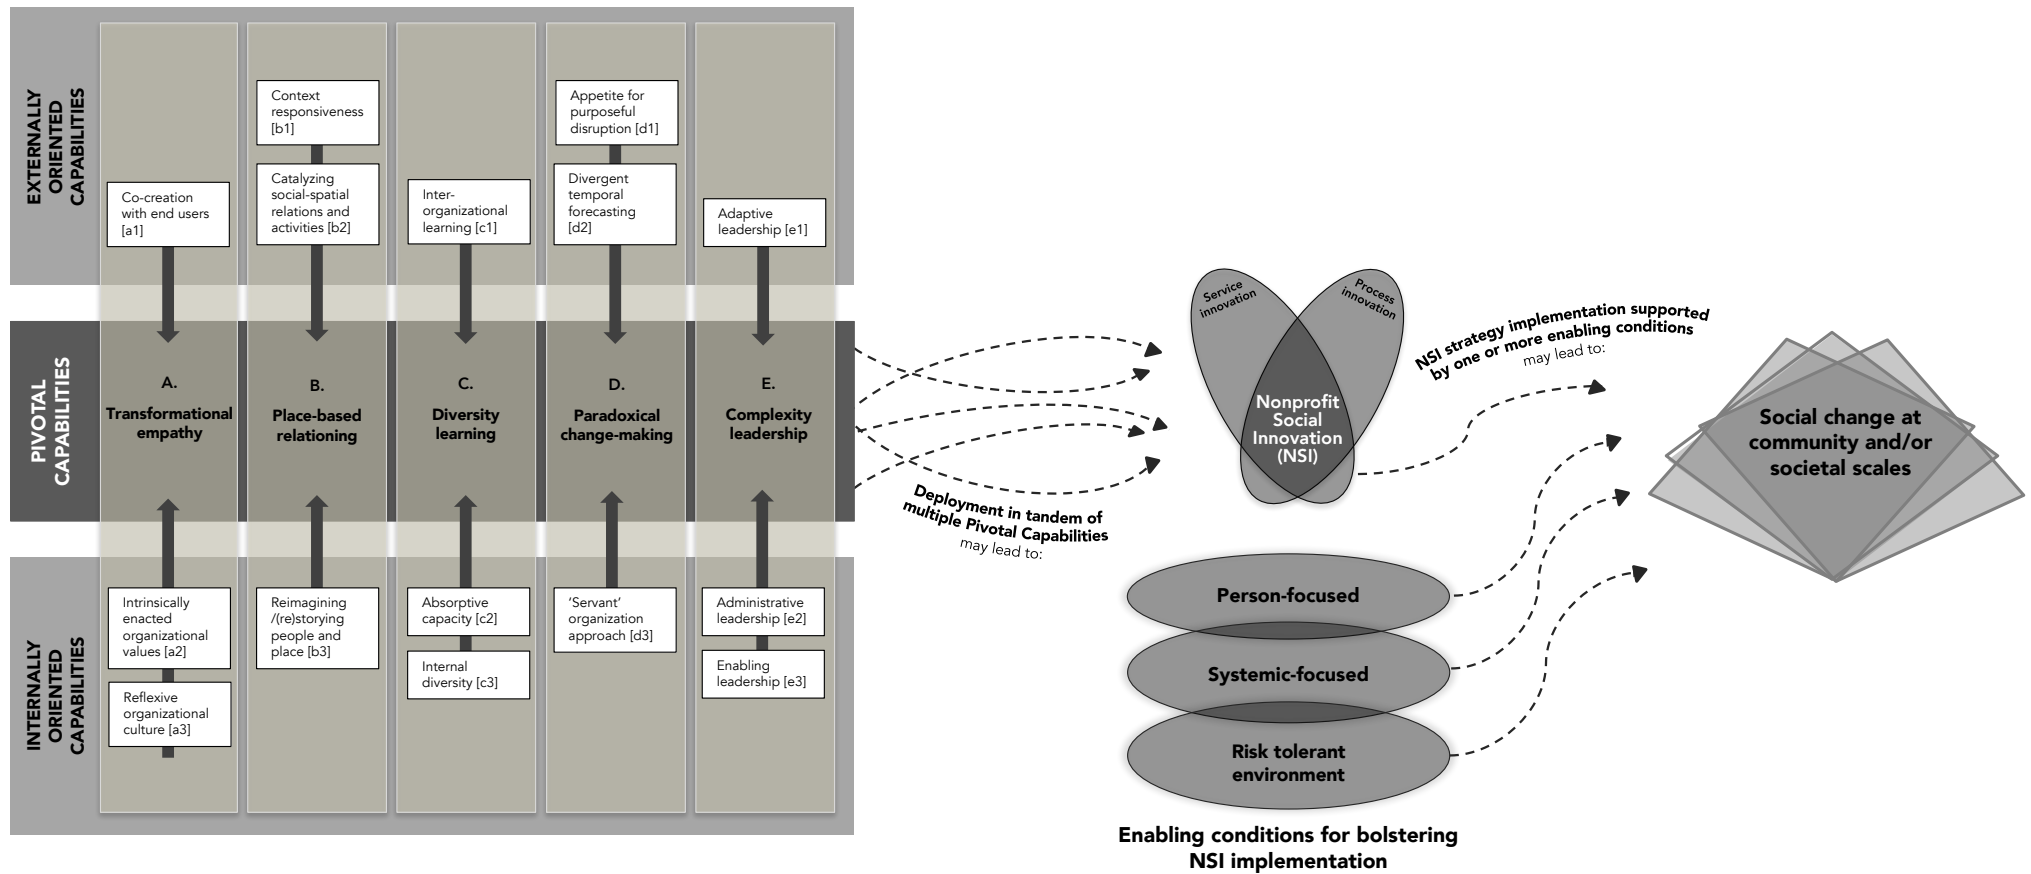 EXTERNALLY
ORIENTED
CAPABILITIES
Co-creation
with end users
[a1]
Context
responsiveness
[b1]
Catalyzing
social-spatial
relations and
activities [b2]
Inter-
organizational
learning [c1]
Appetite for
purposeful
disruption [d1]
Divergent
temporal
forecasting
[d2]
Adaptive
leadership [e1]
PIVOTAL
CAPABILITIES
A.
Transformational
empathy
B.
Place-based
relationing
C.
Diversity
learning
D.
Paradoxical
change-making
E.
Complexity
leadership
INTERNALLY
ORIENTED
CAPABILITIES
Intrinsically
enacted
organizational
values [a2]
Reflexive
organizational
culture [a3]
Reimagining
/(re)storying
people and
place [b3]
Absorptive
capacity [c2]
Internal
diversity [c3]
‘Servant’
organization
approach [d3]
Administrative
leadership [e2]
Enabling
leadership [e3]
Deployment in tandem of
multiple Pivotal Capabilities
may lead to:
Service
innovation
Process
innovation
Nonprofit
Social
Innovation
(NSI)
NSI strategy implementation supported
by one or more enabling conditions
may lead to:
Social change at
community and/or
societal scales
Person-focused
Systemic-focused
Risk tolerant
environment
Enabling conditions for bolstering
NSI implementation